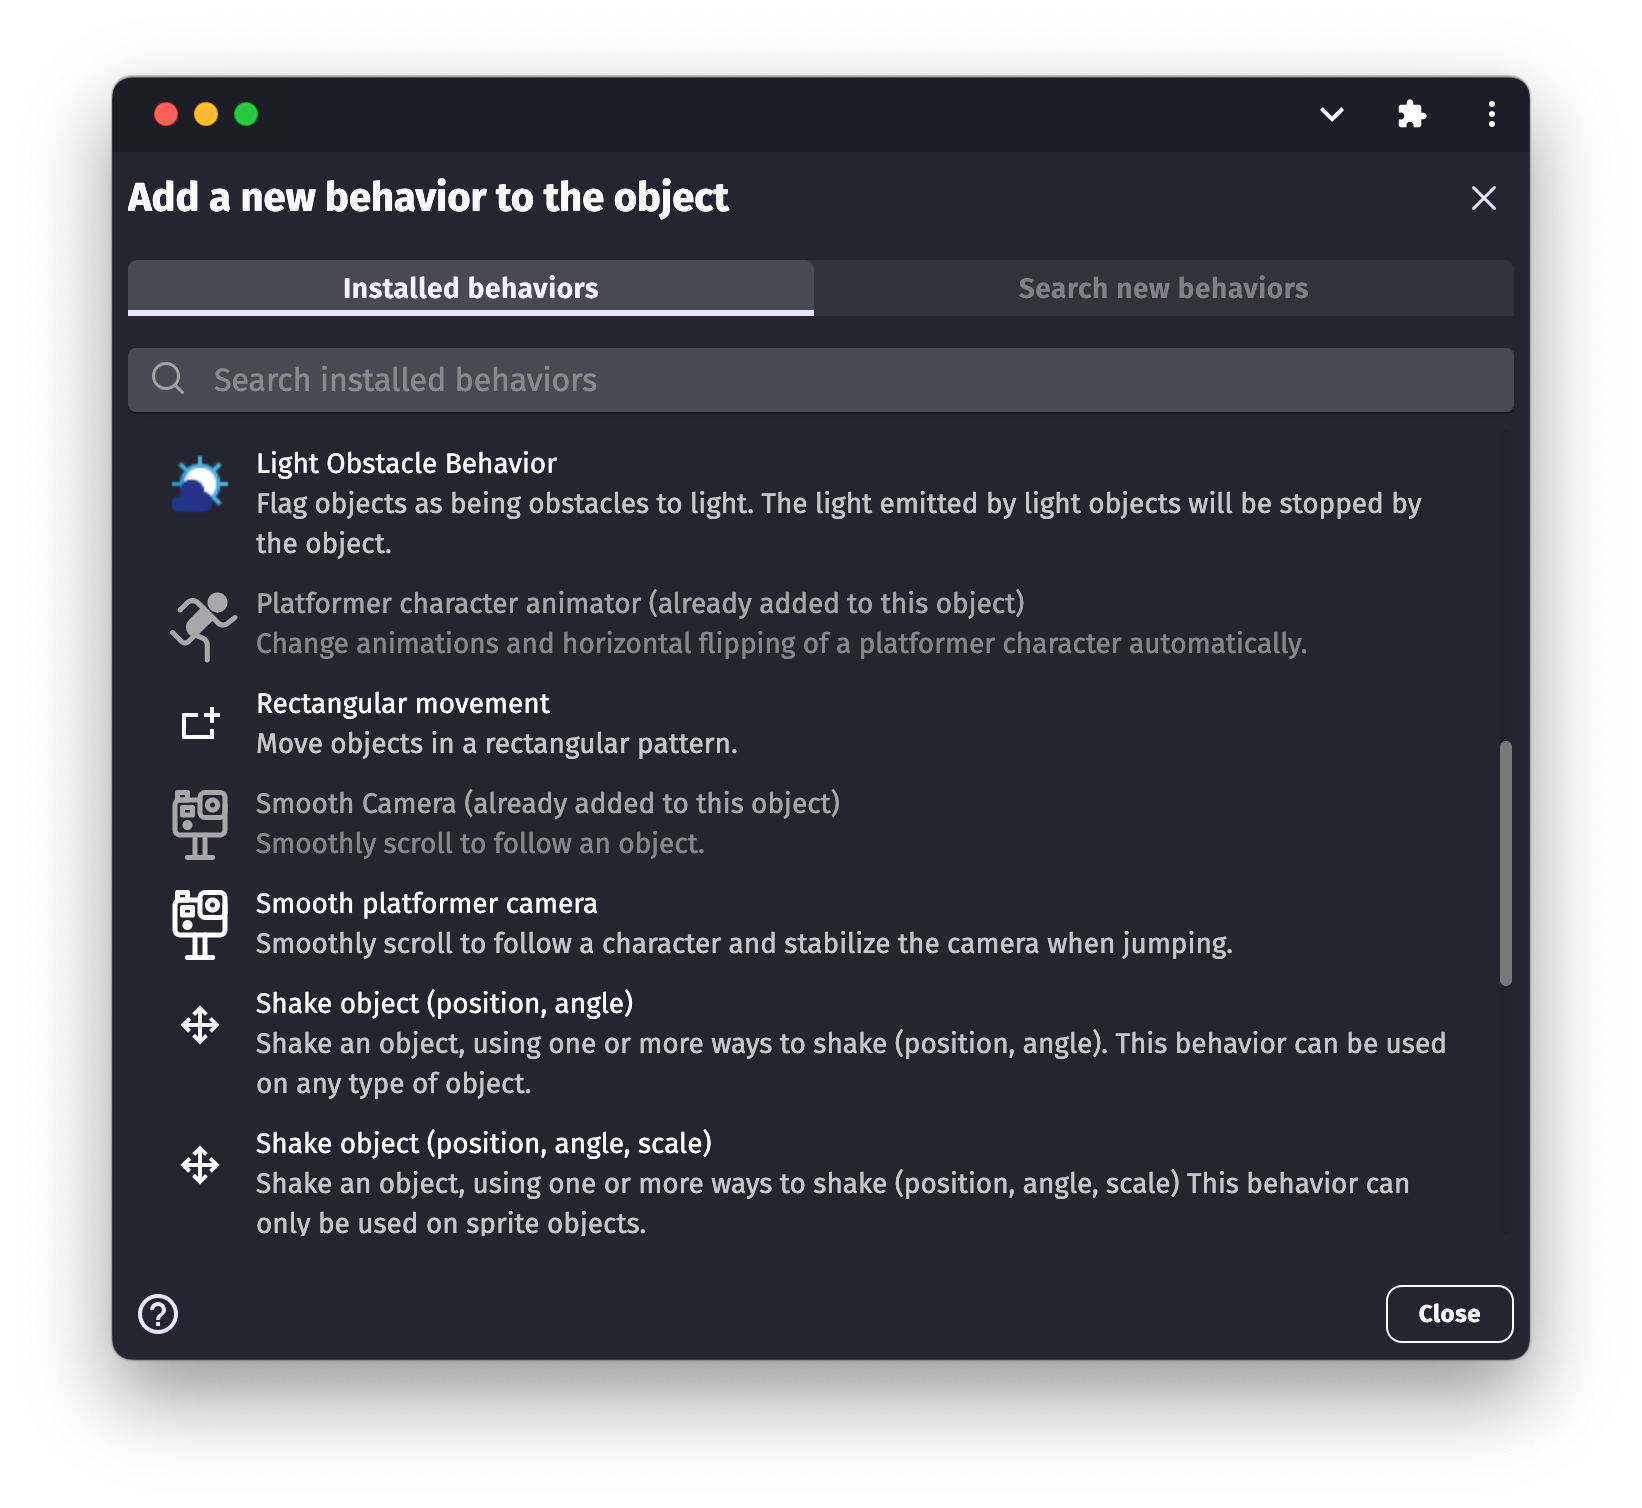 Add a new behavior to the object
Installed behaviors
Search new behaviors
Search installed behaviors
Light Obstacle Behavior
Flag objects as being obstacles to light. The light emitted by light objects will be stopped by
the object.
Platformer character animator (already added to this object)
Change animations and horizontal flipping of a platformer character automatically.
Rectangular movement
Move objects in a rectangular pattern.
Smooth Camera (already added to this object)
Smoothly scroll to follow an object.
Smooth platformer camera
Smoothly scroll to follow a character and stabilize the camera when jumping.
Shake object (position, angle)
Shake an object, using one or more ways to shake (position, angle). This behavior can be used
on any type of object.
Shake object (position, angle, scale)
Shake an object, using one or more ways to shake (position, angle, scale) This behavior can
only be used on sprite objects.
Close